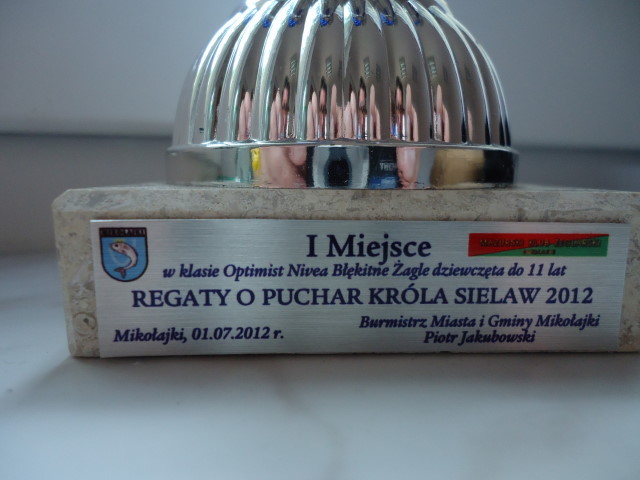 MIKOŁAJKI
I Miejsce
w klasie Optimist Nivea Błękitne Żagle dziewczęta do 11 lat
REGATY O PUCHAR KRÓLA SIELAW 2012
Mikołajki, 01.07.2012 r.
Burmistrz Miasta i Gminy Mikołajki
Piotr Jakubowski